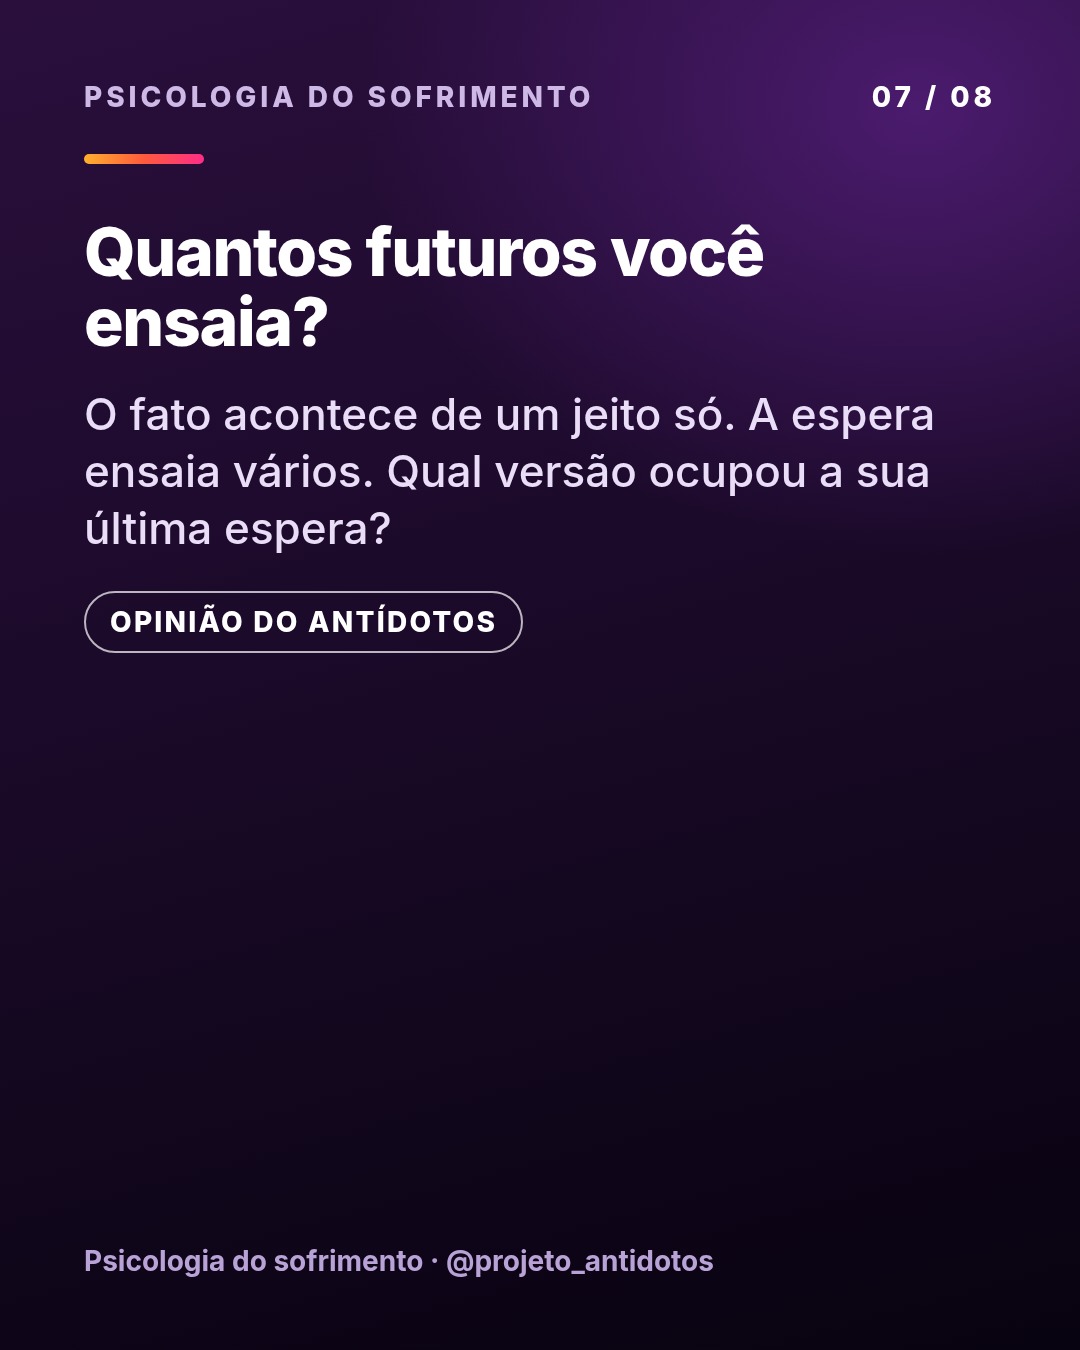 PSICOLOGIA DO SOFRIMENTO
07 / 08
Quantos futuros você
ensaia?
O fato acontece de um jeito só. A espera
ensaia vários. Qual versão ocupou a sua
última espera?
OPINIÃO DO ANTÍDOTOS
Psicologia do sofrimento · @projeto_antidotos